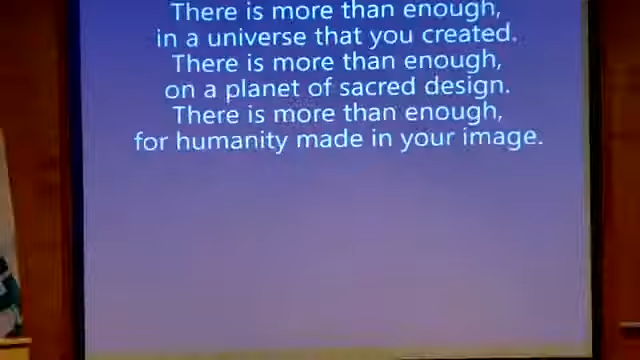 There is more than enough,
in a universe that you created.
There is more than enough,
on a planet of sacred design.
There is more than enough,
for humanity made in your image.